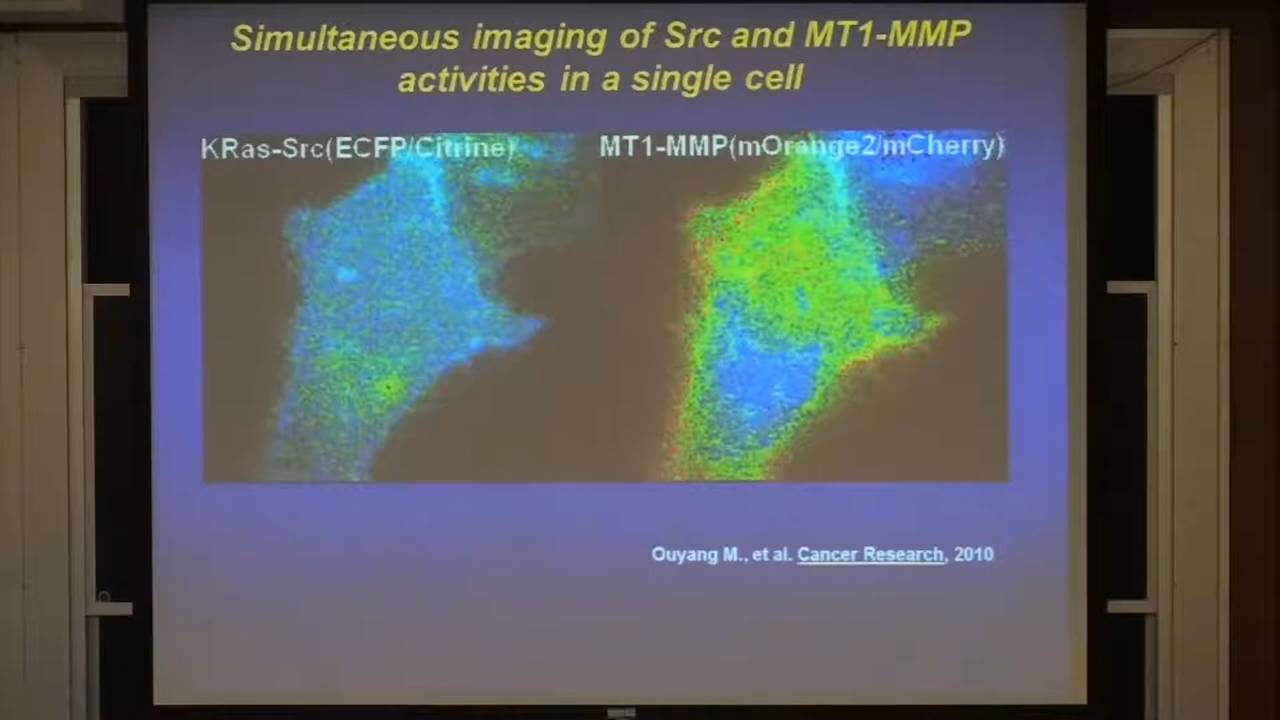 Simultaneous imaging of Src and MT1-MMP
activities in a single cell
KRas-Src(ECFP/Citrine)
MT1-MMP(mOrange2/mCherry)
Ouyang M., et al. Cancer Research, 2010